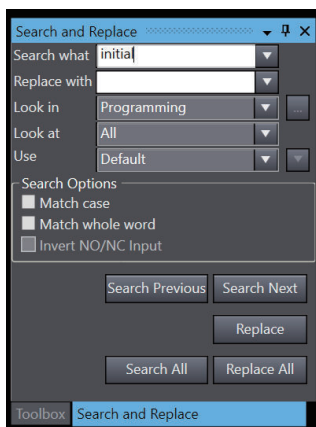 Search and Replace
Search what initial
Replace with
Look in Programming ...
Look at All
Use Default
Search Options
Match case
Match whole word
Invert NO/NC Input
Search Previous Search Next
Replace
Search All Replace All
Toolbox Search and Replace